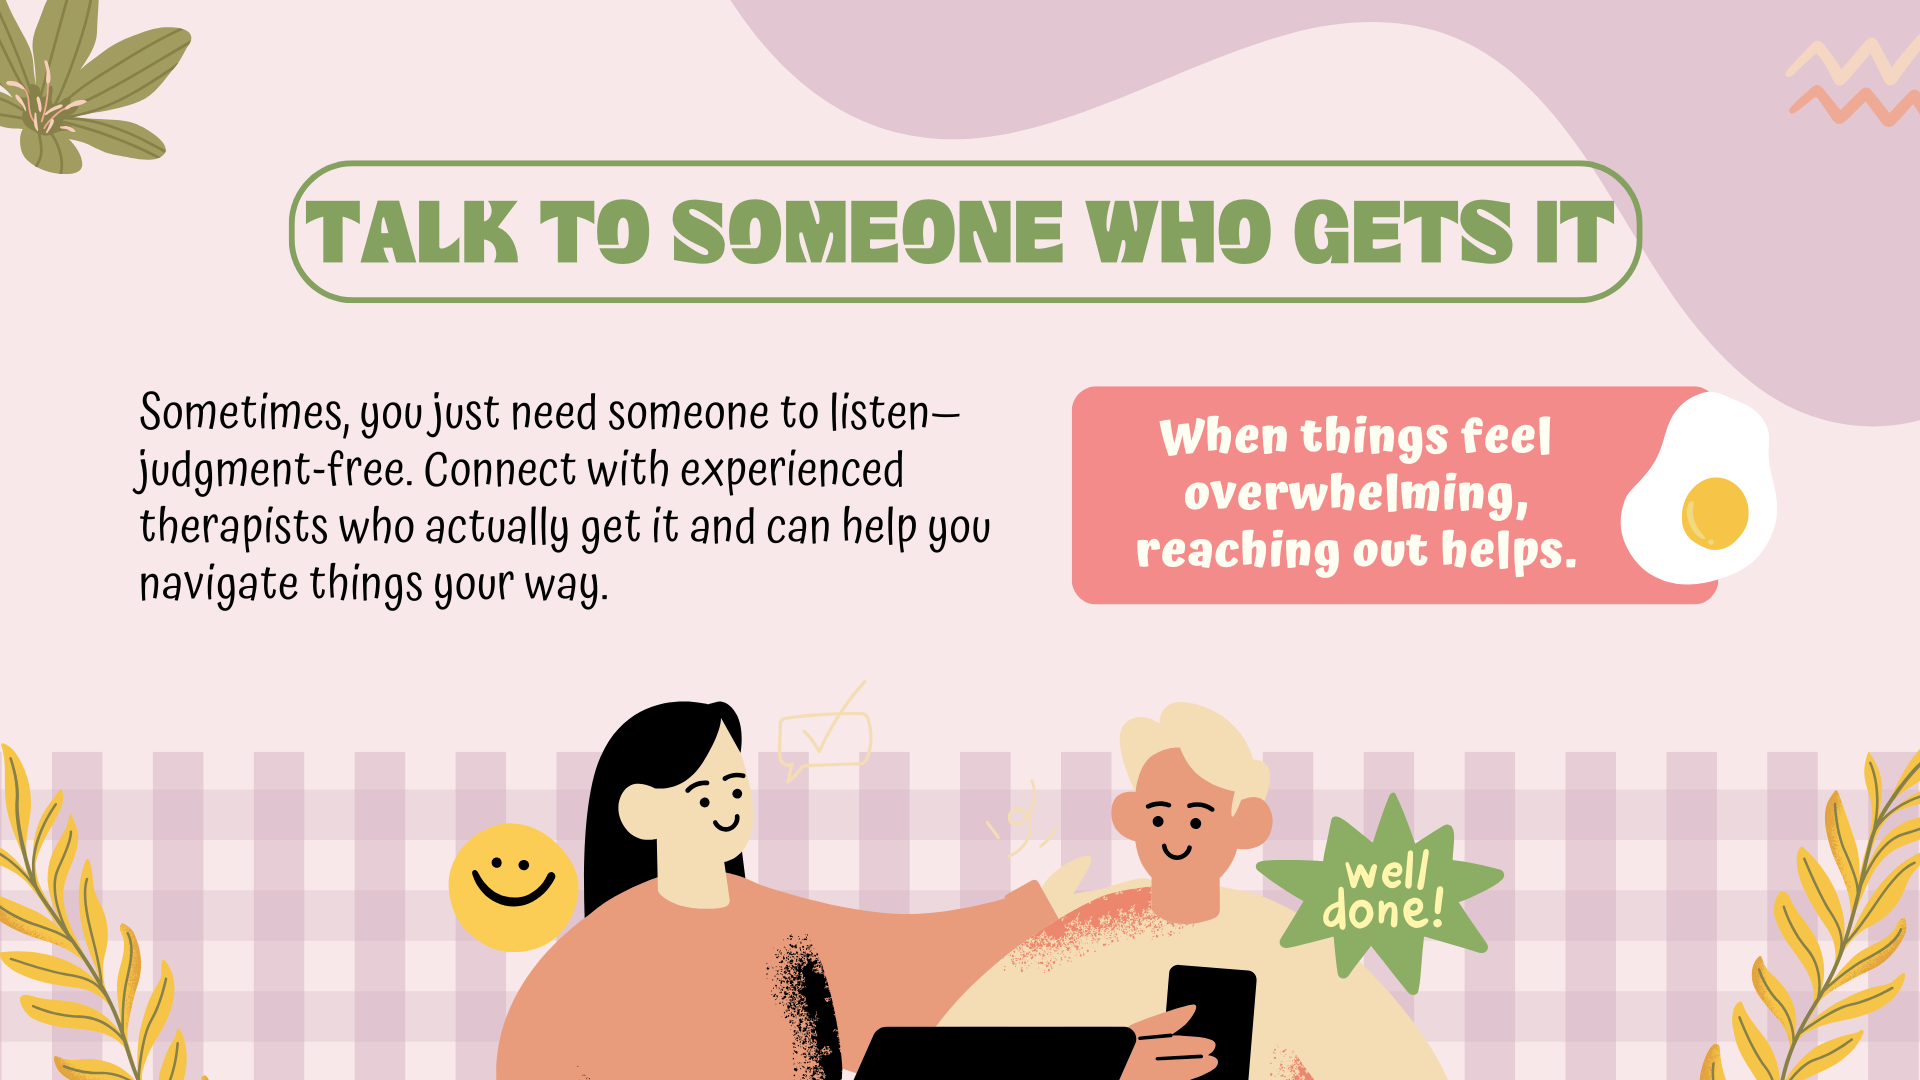 TALK TO SOMEONE WHO GETS IT
Sometimes, you just need someone to listen—
judgment-free. Connect with experienced
therapists who actually get it and can help you
navigate things your way.
When things feel
overwhelming,
reaching out helps.
well
done!